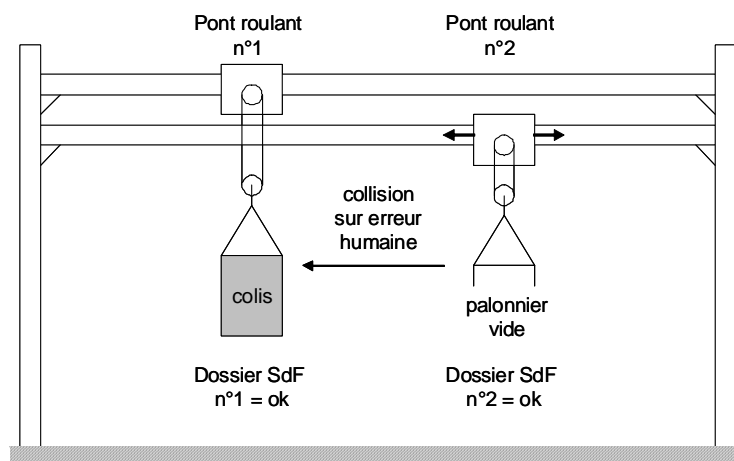 Pont roulant
n°1
Pont roulant
n°2
collision
sur erreur
humaine
colis
palonnier
vide
Dossier SdF
n°1 = ok
Dossier SdF
n°2 = ok